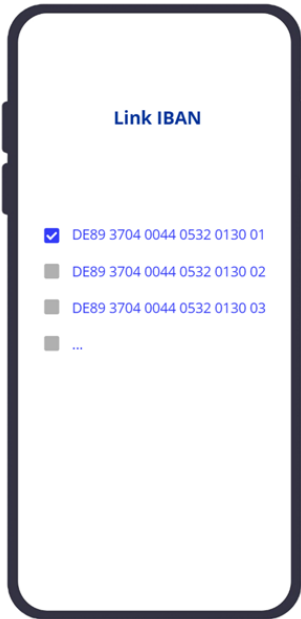 Link IBAN
DE89 3704 0044 0532 0130 01
DE89 3704 0044 0532 0130 02
DE89 3704 0044 0532 0130 03
...